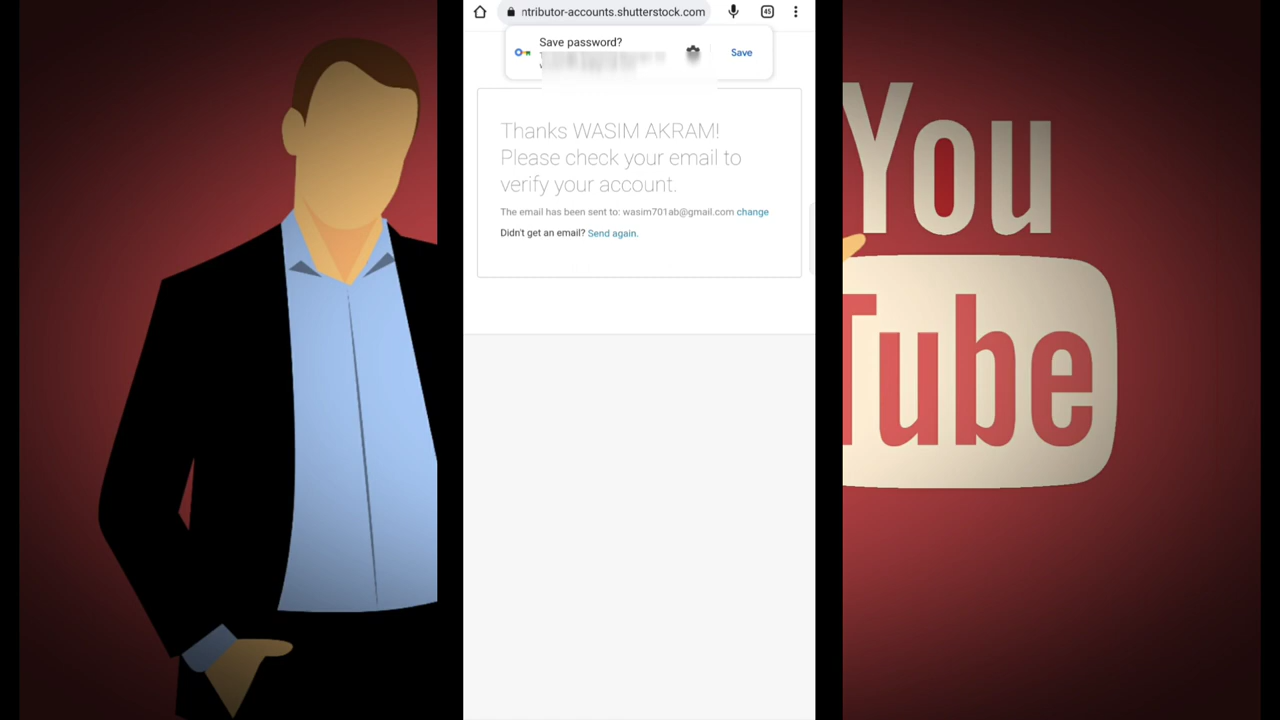 ntributor-accounts.shutterstock.com
45
Save password?
Save
Thanks WASIM AKRAM!
Please check your email to
verify your account.
The email has been sent to: wasim701ab@gmail.com change
Didn't get an email? Send again.
You
Tube